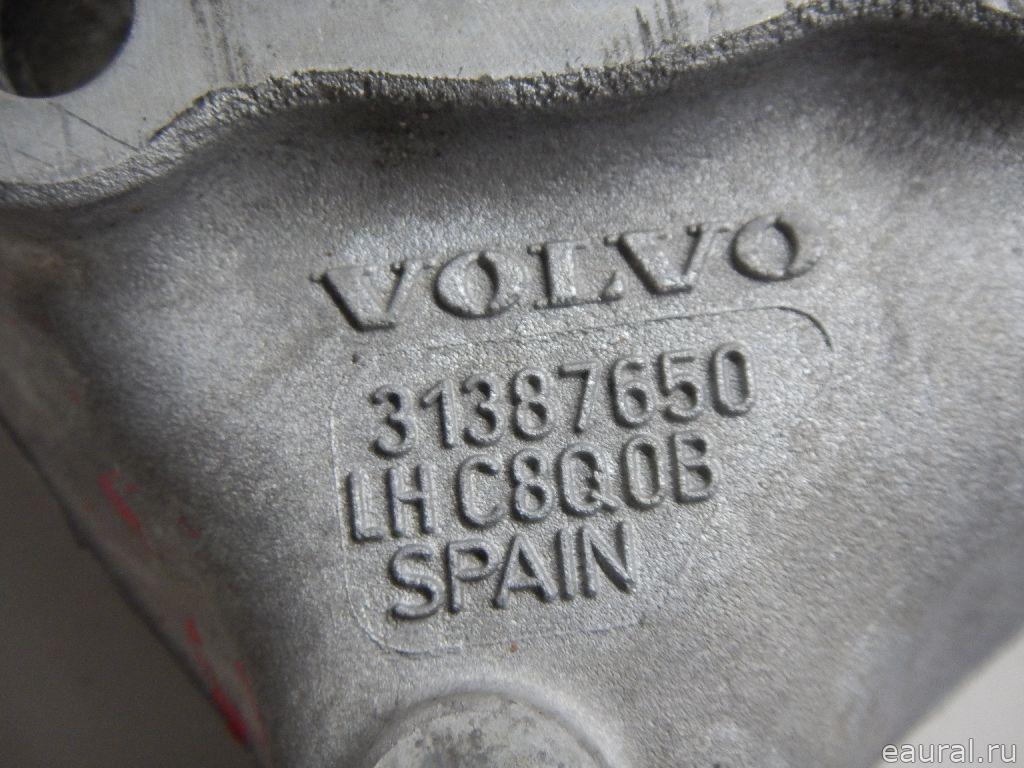 VOLVO
31387650
LH C8Q0B
SPAIN
eaural.ru